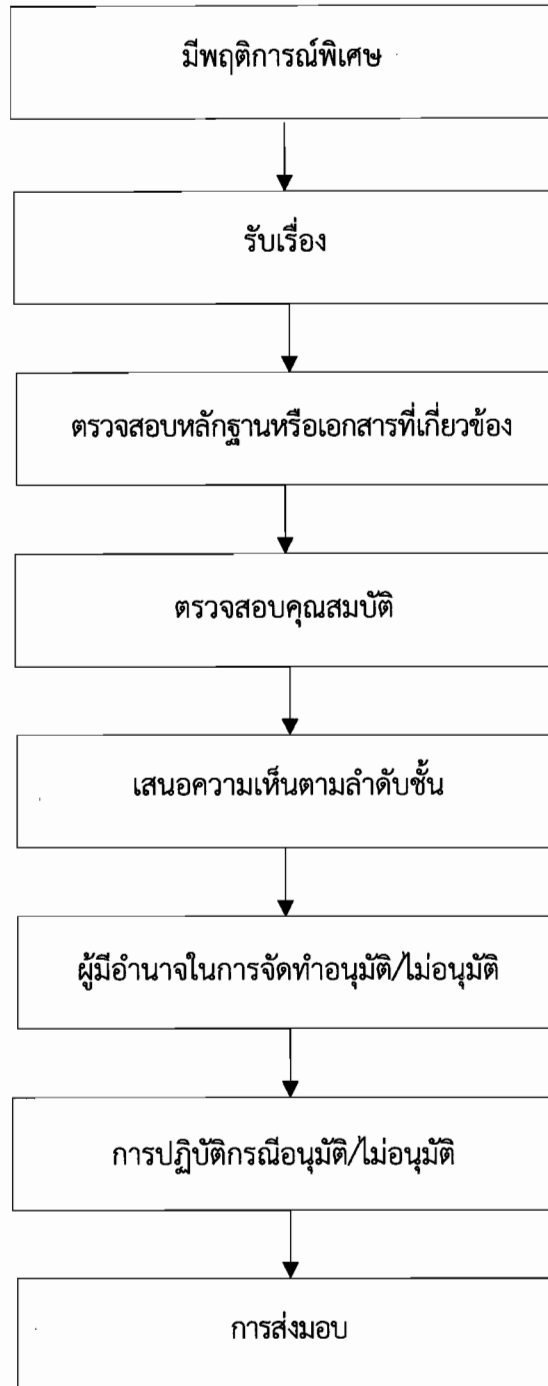 มีพฤติการณ์พิเศษ
รับเรื่อง
ตรวจสอบหลักฐานหรือเอกสารที่เกี่ยวข้อง
ตรวจสอบคุณสมบัติ
เสนอความเห็นตามลำดับชั้น
ผู้มีอำนาจในการจัดทำอนุมัติ/ไม่อนุมัติ
การปฏิบัติกรณีอนุมัติ/ไม่อนุมัติ
การส่งมอบ